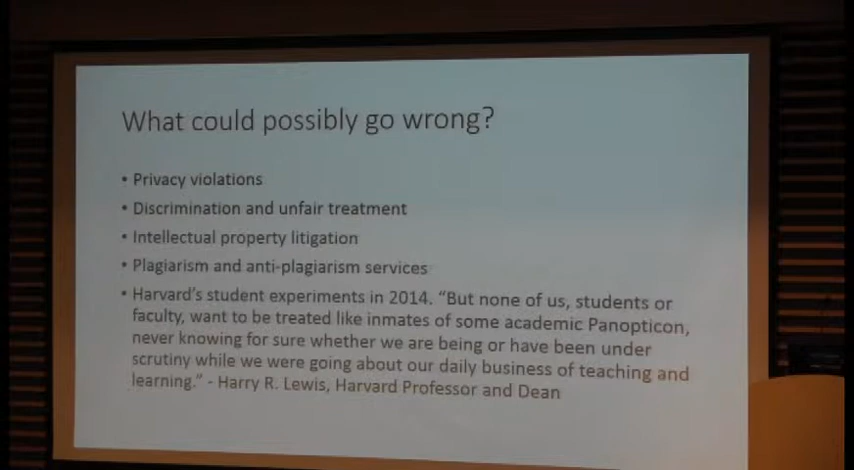 What could possibly go wrong?
• Privacy violations
• Discrimination and unfair treatment
• Intellectual property litigation
• Plagiarism and anti-plagiarism services
• Harvard's student experiments in 2014. “But none of us, students or
faculty, want to be treated like inmates of some academic Panopticon,
never knowing for sure whether we are being or have been under
scrutiny while we were going about our daily business of teaching and
learning.” - Harry R. Lewis, Harvard Professor and Dean